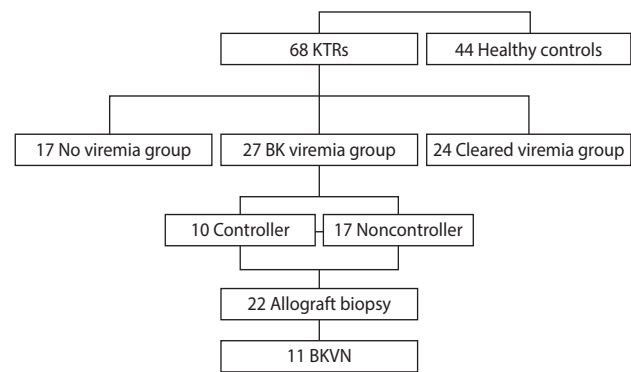 68 KTRs
44 Healthy controls
17 No viremia group
27 BK viremia group
24 Cleared viremia group
10 Controller
17 Noncontroller
22 Allograft biopsy
11 BKVN